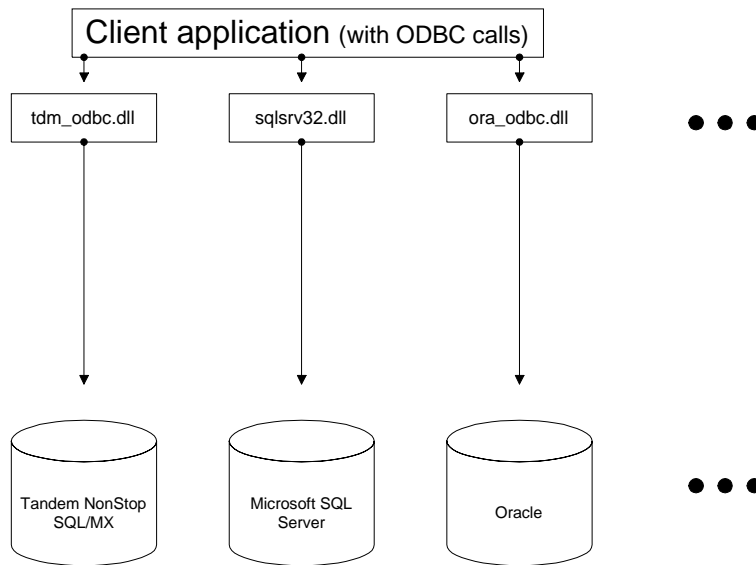 Client application (with ODBC calls)
tdm_odbc.dll
sqlsrv32.dll
ora_odbc.dll
Tandem NonStop
SQL/MX
Microsoft SQL
Server
Oracle